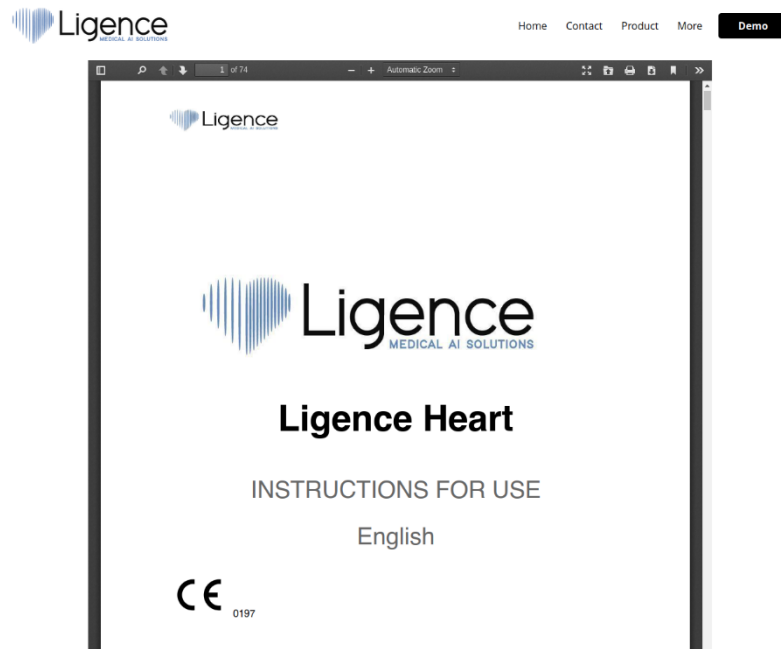 Ligence
MEDICAL AI SOLUTIONS
Home Contact Product More Demo
1 of 74 Automatic Zoom
Ligence
MEDICAL AI SOLUTIONS
Ligence
MEDICAL AI SOLUTIONS
Ligence Heart
INSTRUCTIONS FOR USE
English
CE 0197